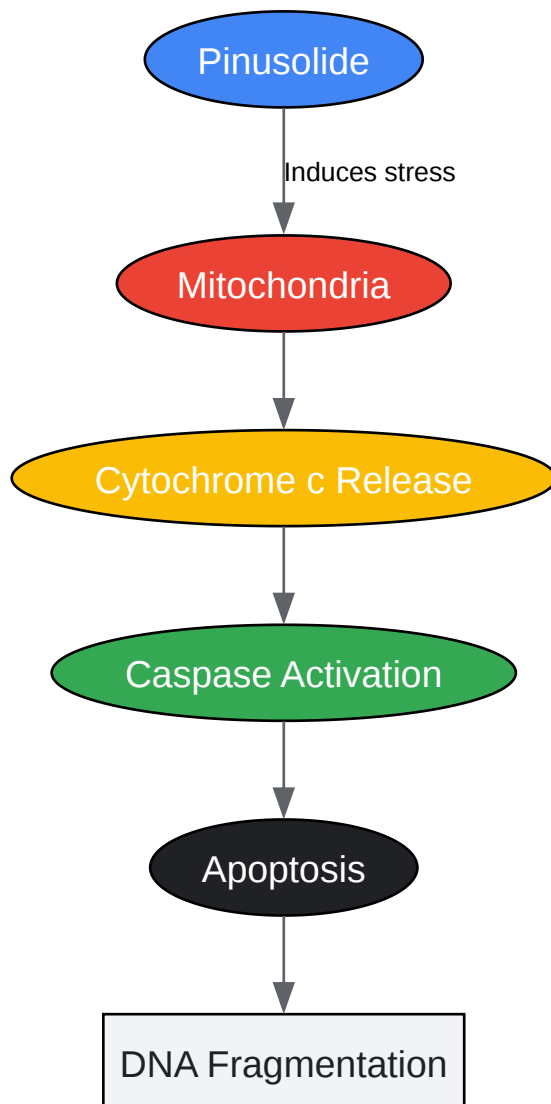 Pinusolide
Induces stress
Mitochondria
Cytochrome c Release
Caspase Activation
Apoptosis
DNA Fragmentation